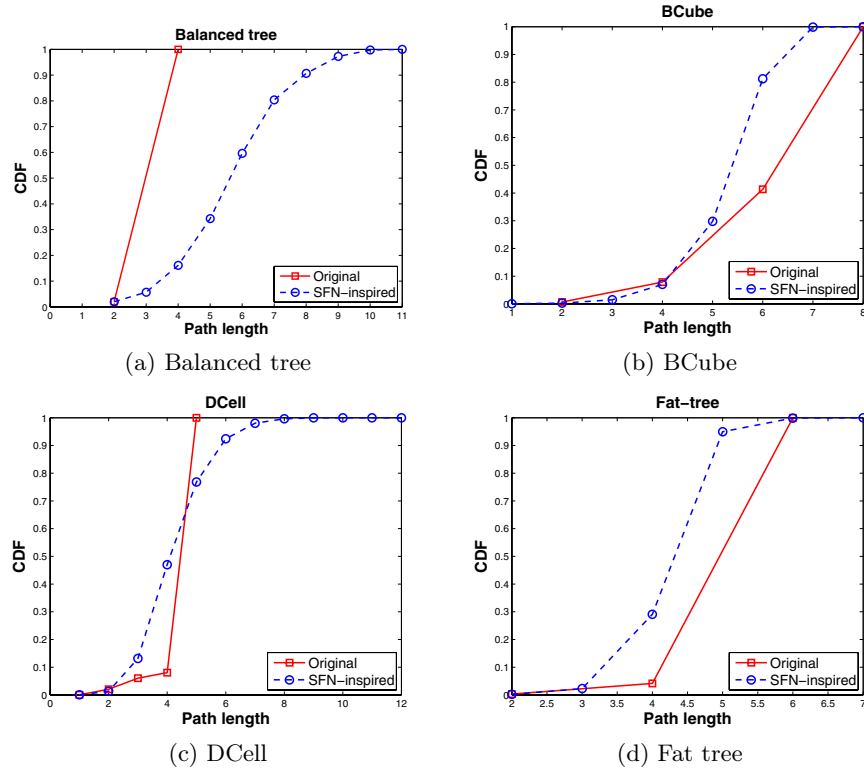 Balanced tree
1
0.9
0.8
0.7
0.6
0.5
0.4
0.3
0.2
0.1
0
CDF
0 1 2 3 4 5 6 7 8 9 10 11
Path length
Original
SFN-inspired
(a) Balanced tree
BCube
1
0.9
0.8
0.7
0.6
0.5
0.4
0.3
0.2
0.1
0
CDF
1 2 3 4 5 6 7 8
Path length
Original
SFN-inspired
(b) BCube
DCell
1
0.9
0.8
0.7
0.6
0.5
0.4
0.3
0.2
0.1
0
CDF
0 2 4 6 8 10 12
Path length
Original
SFN-inspired
(c) DCell
Fat-tree
1
0.9
0.8
0.7
0.6
0.5
0.4
0.3
0.2
0.1
0
CDF
2 2.5 3 3.5 4 4.5 5 5.5 6 6.5 7
Path length
Original
SFN-inspired
(d) Fat tree